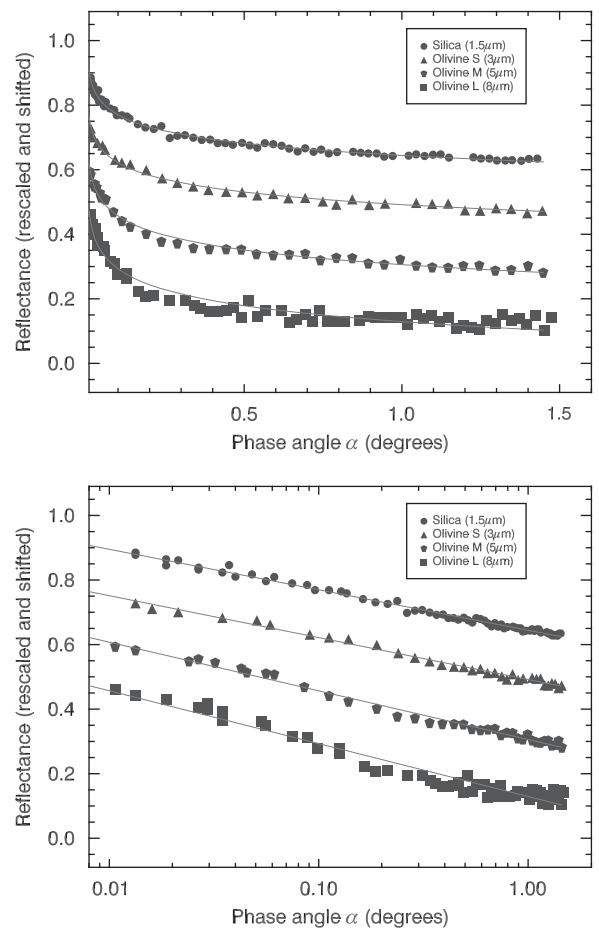 1.0
Silica (1.5μm)
Olivine S (3μm)
Olivine M (5μm)
Olivine L (8μm)
0.8
0.6
0.4
0.2
0.0
Reflectance (rescaled and shifted)
0.5 1.0 1.5
Phase angle α (degrees)
1.0
Silica (1.5μm)
Olivine S (3μm)
Olivine M (5μm)
Olivine L (8μm)
0.8
0.6
0.4
0.2
0.0
Reflectance (rescaled and shifted)
0.01 0.10 1.00
Phase angle α (degrees)